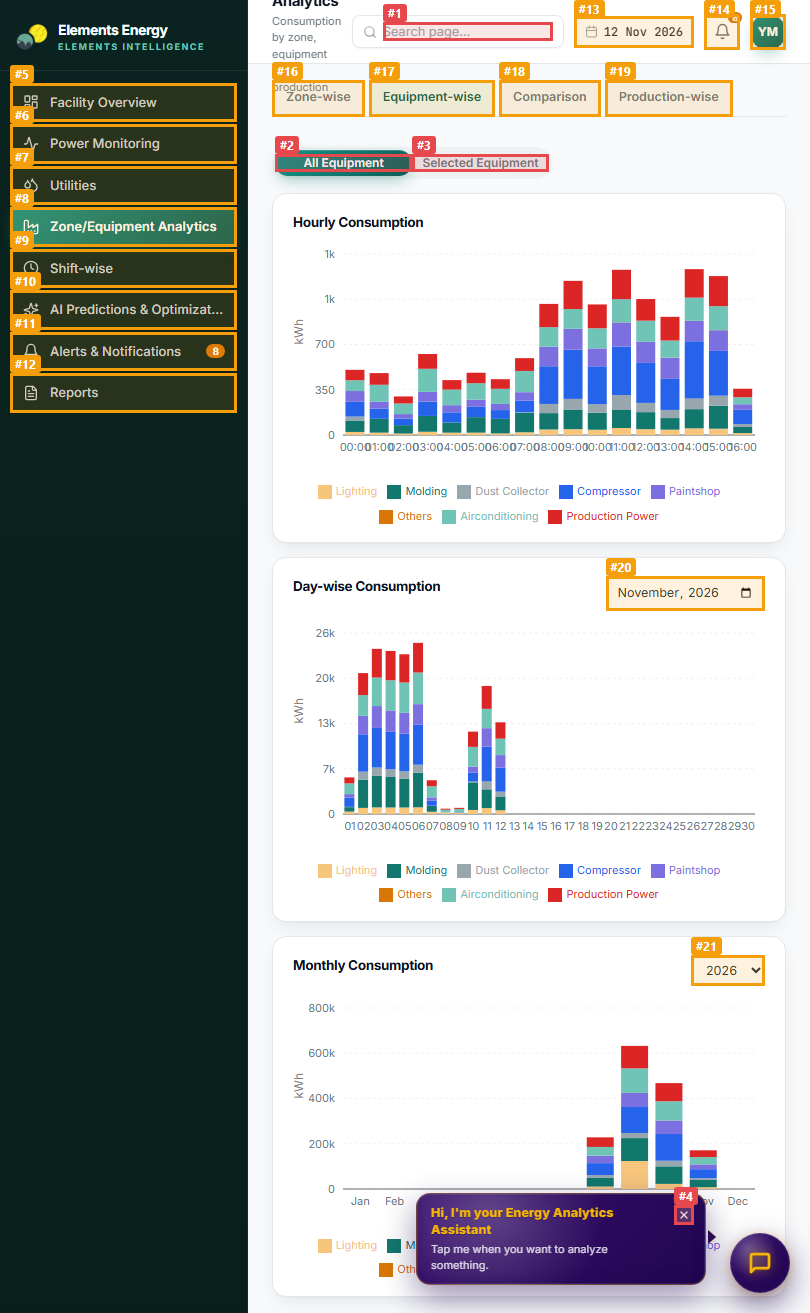 Elements Energy
ELEMENTS INTELLIGENCE
#5
Facility Overview
#6
Power Monitoring
#7
Utilities
#8
Zone/Equipment Analytics
#9
Shift-wise
#10
AI Predictions & Optimizat...
#11
Alerts & Notifications 8
#12
Reports
Analytics
Consumption
by zone,
equipment
production
#1
Search page...
#13
12 Nov 2026
#14
#15
YM
#16 #17 #18 #19
Zone-wise Equipment-wise Comparison Production-wise
#2 #3
All Equipment Selected Equipment
Hourly Consumption
1k
1k
700
350
0
kWh
00:00 01:00 02:00 03:00 04:00 05:00 06:00 07:00 08:00 09:00 10:00 11:00 12:00 13:00 14:00 15:00 16:00
Lighting Molding Dust Collector Compressor Paintshop
Others Airconditioning Production Power
#20
Day-wise Consumption
November, 2026
26k
20k
13k
7k
0
kWh
01 02 03 04 05 06 07 08 09 10 11 12 13 14 15 16 17 18 19 20 21 22 23 24 25 26 27 28 29 30
Lighting Molding Dust Collector Compressor Paintshop
Others Airconditioning Production Power
#21
Monthly Consumption
2026
800k
600k
400k
200k
0
kWh
Jan Feb Dec
Lighting
#4
Hi, I'm your Energy Analytics
Assistant
Tap me when you want to analyze
something.